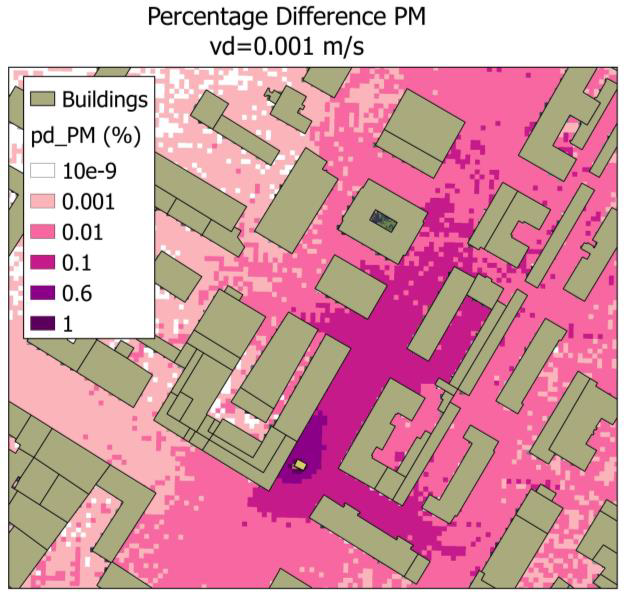 Percentage Difference PM
vd=0.001 m/s
Buildings
pd_PM (%)
10e-9
0.001
0.01
0.1
0.6
1